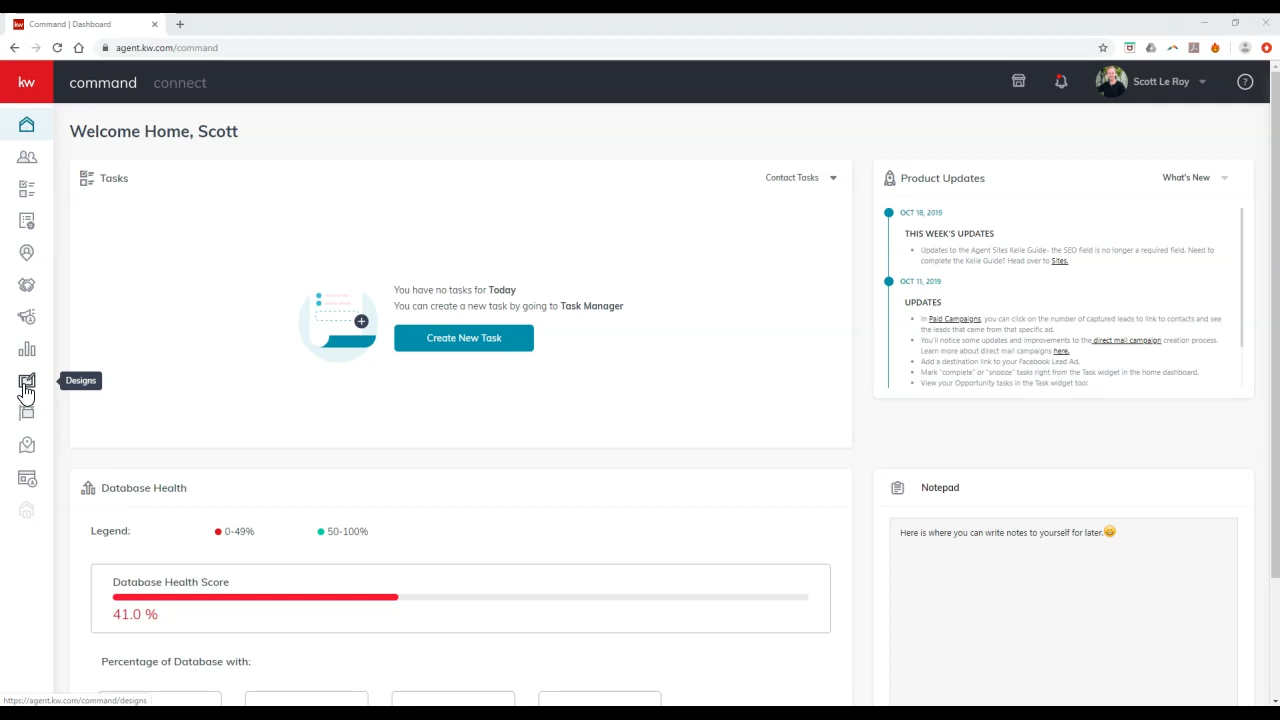 Command | Dashboard
agent.kw.com/command
kw
command connect
Scott Le Roy
Welcome Home, Scott
Tasks
Contact Tasks
You have no tasks for Today
You can create a new task by going to Task Manager
Create New Task
Designs
Product Updates
What's New
OCT 18, 2019
THIS WEEK'S UPDATES
Updates to the Agent Sites Kelle Guide- the SEO field is no longer a required field. Need to
complete the Kelle Guide? Head over to Sites.
OCT 11, 2019
UPDATES
In Paid Campaigns, you can click on the number of captured leads to link to contacts and see
the leads that came from that specific ad.
You'll notice some updates and improvements to the direct mail campaign creation process.
Learn more about direct mail campaigns here.
Add a destination link to your Facebook Lead Ad.
Mark "complete" or "snooze" tasks right from the Task widget in the home dashboard.
View your Opportunity tasks in the Task widget too!
Database Health
Legend:
0-49%
50-100%
Database Health Score
41.0 %
Percentage of Database with:
Notepad
Here is where you can write notes to yourself for later.😊
https://agent.kw.com/command/designs